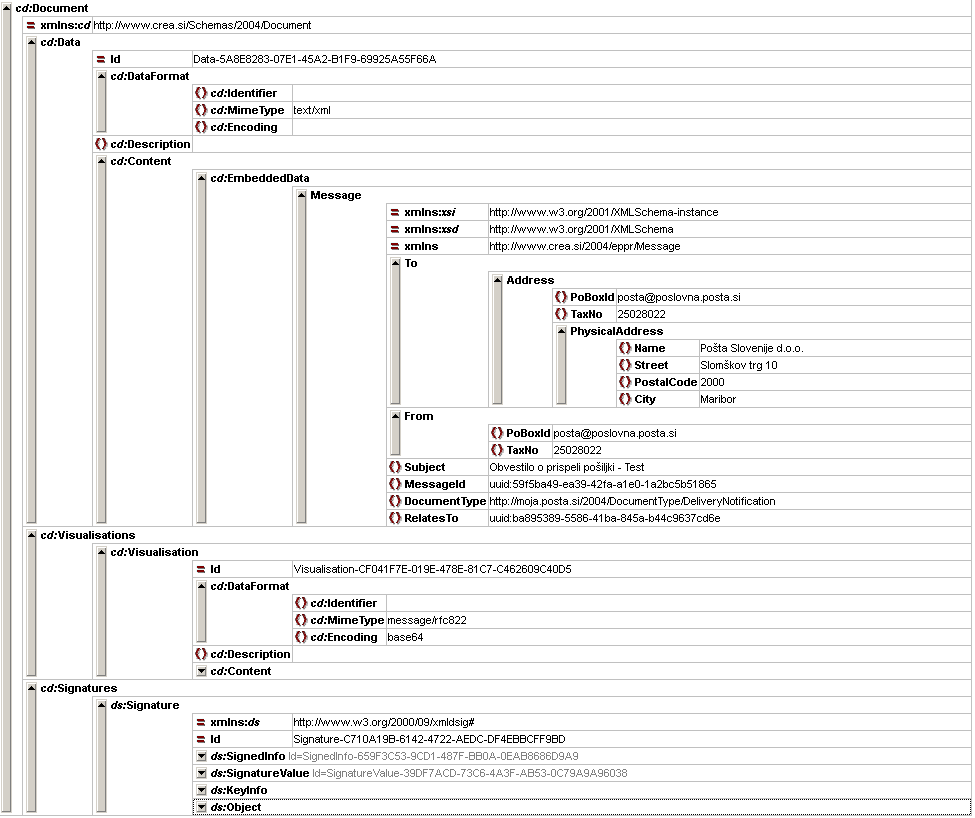 cd:Document
xmlns:cd http://www.crea.si/Schemas/2004/Document
cd:Data
Id Data-5A8E8283-07E1-45A2-B1F9-69925A55F66A
cd:DataFormat
cd:Identifier
cd:MimeType text/xml
cd:Encoding
cd:Description
cd:Content
cd:EmbeddedData
Message
xmlns:xsi http://www.w3.org/2001/XMLSchema-instance
xmlns:xsd http://www.w3.org/2001/XMLSchema
xmlns http://www.crea.si/2004/eppr/Message
To
Address
PoBoxId posta@poslovna.posta.si
TaxNo 25028022
PhysicalAddress
Name Pošta Slovenije d.o.o.
Street Slomškov trg 10
PostalCode 2000
City Maribor
From
PoBoxId posta@poslovna.posta.si
TaxNo 25028022
Subject Obvestilo o prispeli pošiljki - Test
MessageId uuid:59f5ba49-ea39-42fa-a1e0-1a2bc5b51865
DocumentType http://moja.posta.si/2004/DocumentType/DeliveryNotification
RelatesTo uuid:ba895389-5586-41ba-845a-b44c9637cd6e
cd:Visualisations
cd:Visualisation
Id Visualisation-CF041F7E-019E-478E-81C7-C462609C40D5
cd:DataFormat
cd:Identifier
cd:MimeType message/rfc822
cd:Encoding base64
cd:Description
cd:Content
cd:Signatures
ds:Signature
xmlns:ds http://www.w3.org/2000/09/xmldsig#
Id Signature-C710A19B-6142-4722-AEDC-DF4EBBCFF9BD
ds:SignedInfo Id=SignedInfo-659F3C53-9CD1-487F-BB0A-0EAB8686D9A9
ds:SignatureValue Id=SignatureValue-39DF7ACD-73C6-4A3F-AB53-0C79A9A96038
ds:KeyInfo
ds:Object